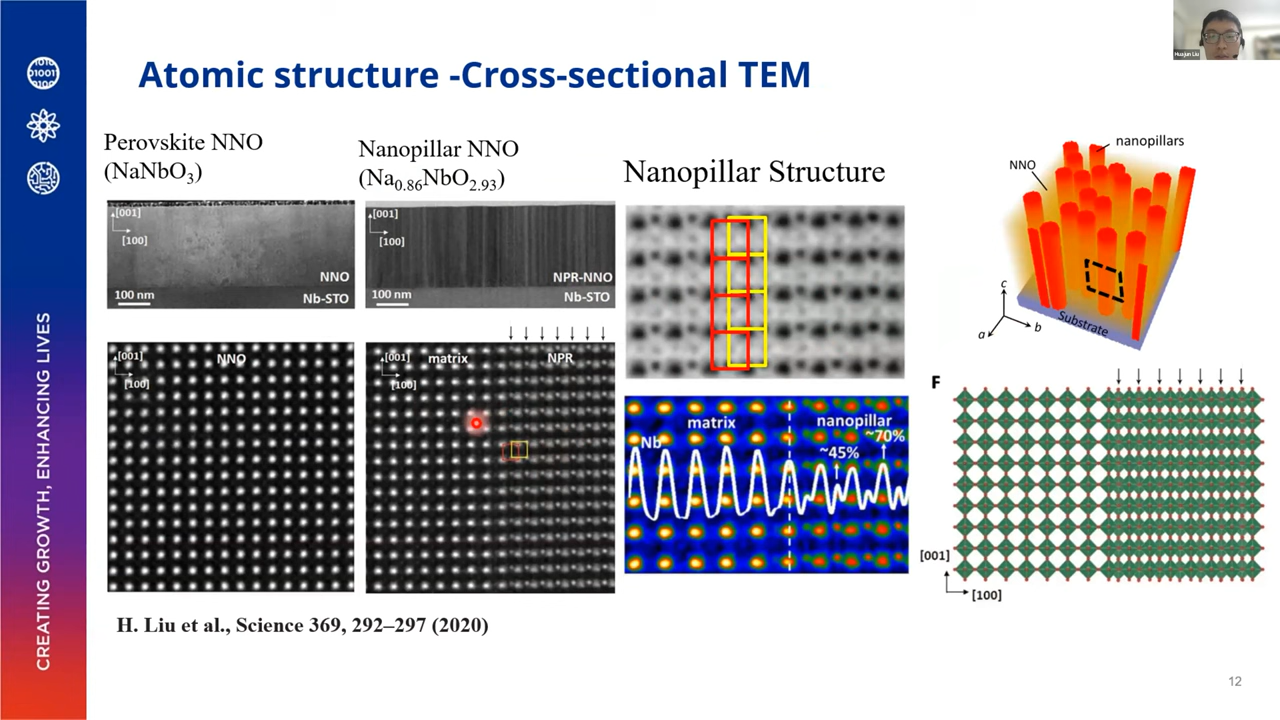 Huajun Liu
Atomic structure -Cross-sectional TEM
CREATING GROWTH, ENHANCING LIVES
Perovskite NNO
(NaNbO3)
[001]
[100]
NNO
100 nm
Nb-STO
Nanopillar NNO
(Na0.86NbO2.93)
[001]
[100]
NPR-NNO
100 nm
Nb-STO
[001]
[100]
NNO
[001]
[100]
matrix
NPR
Nanopillar Structure
matrix
nanopillar
Nb
~45%
~70%
nanopillars
NNO
c
a
b
Substrate
F
[001]
[100]
H. Liu et al., Science 369, 292–297 (2020)
12